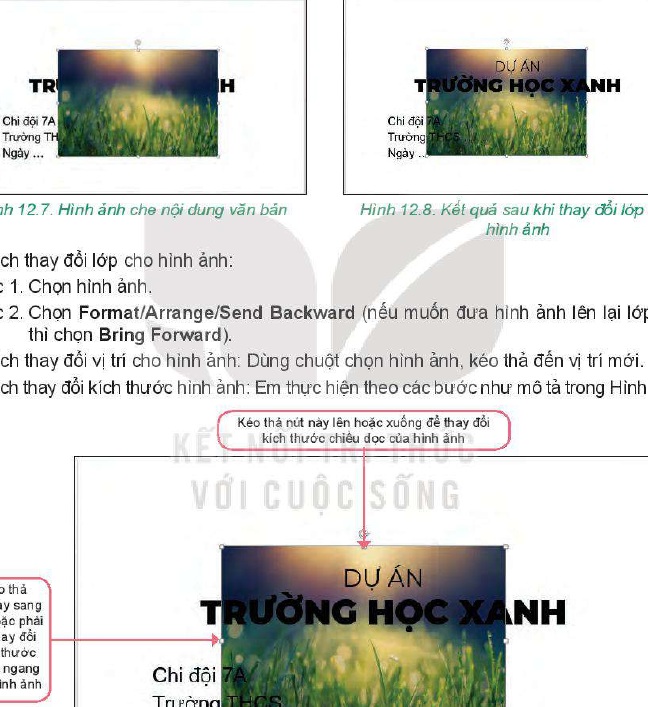 TRƯ H
Chi đội 7A
Trường TH
Ngày ...
DỰ ÁN
TRƯỜNG HỌC XANH
Chi đội 7A
Trường THCS ...
Ngày ...
nh 12.7. Hình ảnh che nội dung văn bản
Hình 12.8. Kết quả sau khi thay đổi lớp
hình ảnh
ch thay đổi lớp cho hình ảnh:
c 1. Chọn hình ảnh.
c 2. Chọn Format/Arrange/Send Backward (nếu muốn đưa hình ảnh lên lại lớp
thì chọn Bring Forward).
ch thay đổi vị trí cho hình ảnh: Dùng chuột chọn hình ảnh, kéo thả đến vị trí mới.
ch thay đổi kích thước hình ảnh: Em thực hiện theo các bước như mô tả trong Hình
Kéo thả nút này lên hoặc xuống để thay đổi
kích thước chiều dọc của hình ảnh
KẾT NỐI TRI THỨC
VỚI CUỘC SỐNG
DỰ ÁN
TRƯỜNG HỌC XANH
Chi đội 7A
Trường THCS
o thả
ay sang
oặc phải
ay đổi
thước
ngang
ình ảnh